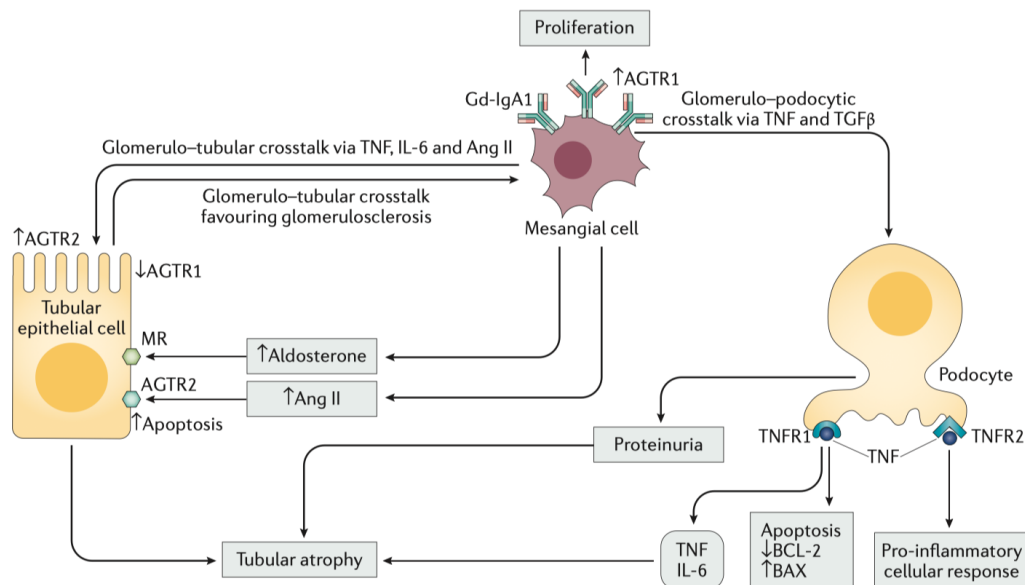 Proliferation
↑AGTR1
Gd-IgA1
Glomerulo–podocytic
crosstalk via TNF and TGFβ
Glomerulo–tubular crosstalk via TNF, IL-6 and Ang II
Glomerulo–tubular crosstalk
favouring glomerulosclerosis
Mesangial cell
↑AGTR2
↓AGTR1
Tubular
epithelial cell
MR
↑Aldosterone
AGTR2
↑Ang II
↑Apoptosis
Podocyte
TNFR1
TNF
TNFR2
Proteinuria
Tubular atrophy
TNF
IL-6
Apoptosis
↓BCL-2
↑BAX
Pro-inflammatory
cellular response